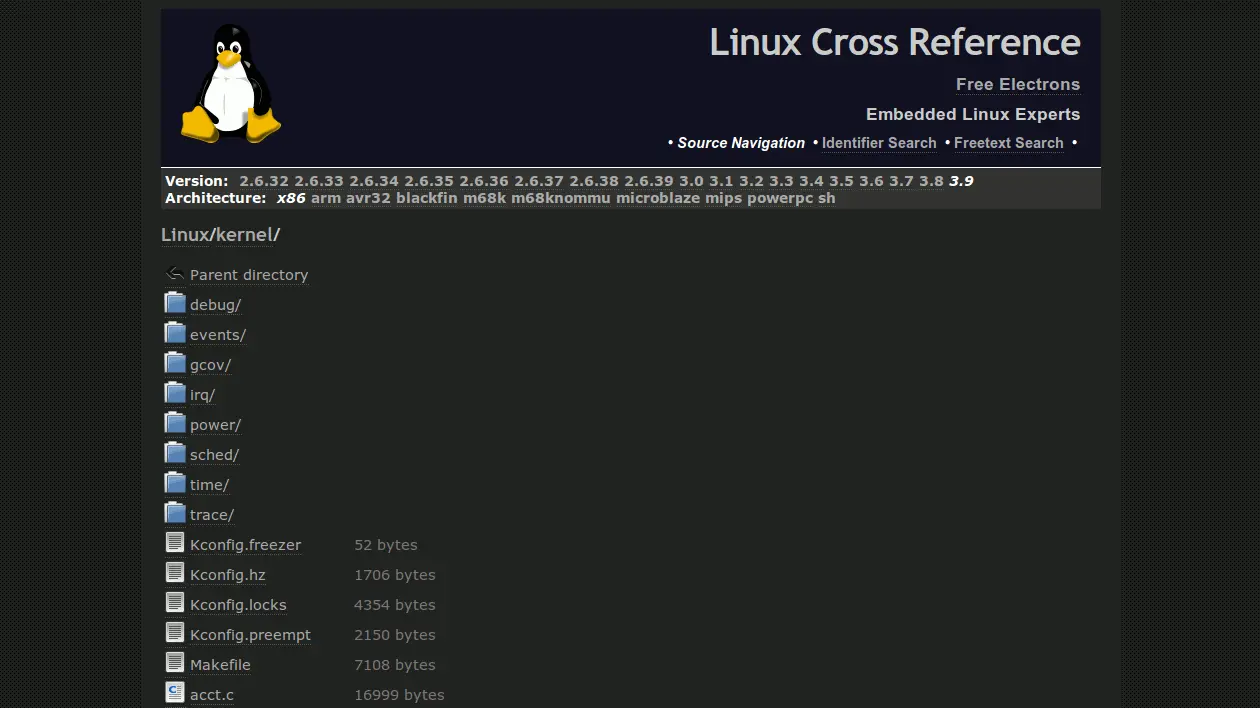 Linux Cross Reference
Free Electrons
Embedded Linux Experts
• Source Navigation • Identifier Search • Freetext Search •
Version: 2.6.32 2.6.33 2.6.34 2.6.35 2.6.36 2.6.37 2.6.38 2.6.39 3.0 3.1 3.2 3.3 3.4 3.5 3.6 3.7 3.8 3.9
Architecture: x86 arm avr32 blackfin m68k m68knommu microblaze mips powerpc sh
Linux/kernel/
Parent directory
debug/
events/
gcov/
irq/
power/
sched/
time/
trace/
Kconfig.freezer 52 bytes
Kconfig.hz 1706 bytes
Kconfig.locks 4354 bytes
Kconfig.preempt 2150 bytes
Makefile 7108 bytes
acct.c 16999 bytes